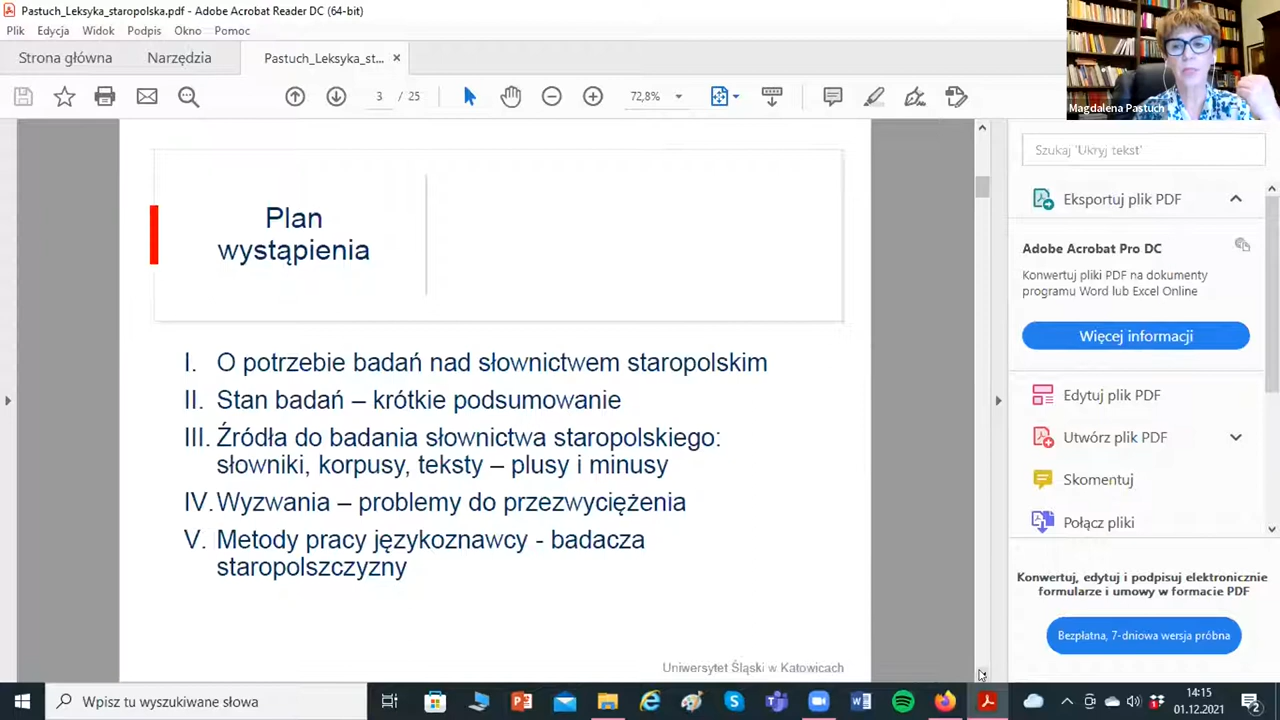 Pastuch_Leksyka_staropolska.pdf - Adobe Acrobat Reader DC (64-bit)
Plik Edycja Widok Podpis Okno Pomoc
Strona główna Narzędzia Pastuch_Leksyka_st... ×
3 / 25 72,8%
Magdalena Pastuch
Szukaj 'Ukryj tekst'
Eksportuj plik PDF
Adobe Acrobat Pro DC
Konwertuj pliki PDF na dokumenty
programu Word lub Excel Online
Więcej informacji
Edytuj plik PDF
Utwórz plik PDF
Skomentuj
Połącz pliki
Konwertuj, edytuj i podpisuj elektronicznie
formularze i umowy w formacie PDF
Bezpłatna, 7-dniowa wersja próbna
Plan
wystąpienia
I. O potrzebie badań nad słownictwem staropolskim
II. Stan badań – krótkie podsumowanie
III. Źródła do badania słownictwa staropolskiego:
słowniki, korpusy, teksty – plusy i minusy
IV. Wyzwania – problemy do przezwyciężenia
V. Metody pracy językoznawcy - badacza
staropolszczyzny
Uniwersytet Śląski w Katowicach
Wpisz tu wyszukiwane słowa
14:15
01.12.2021
2